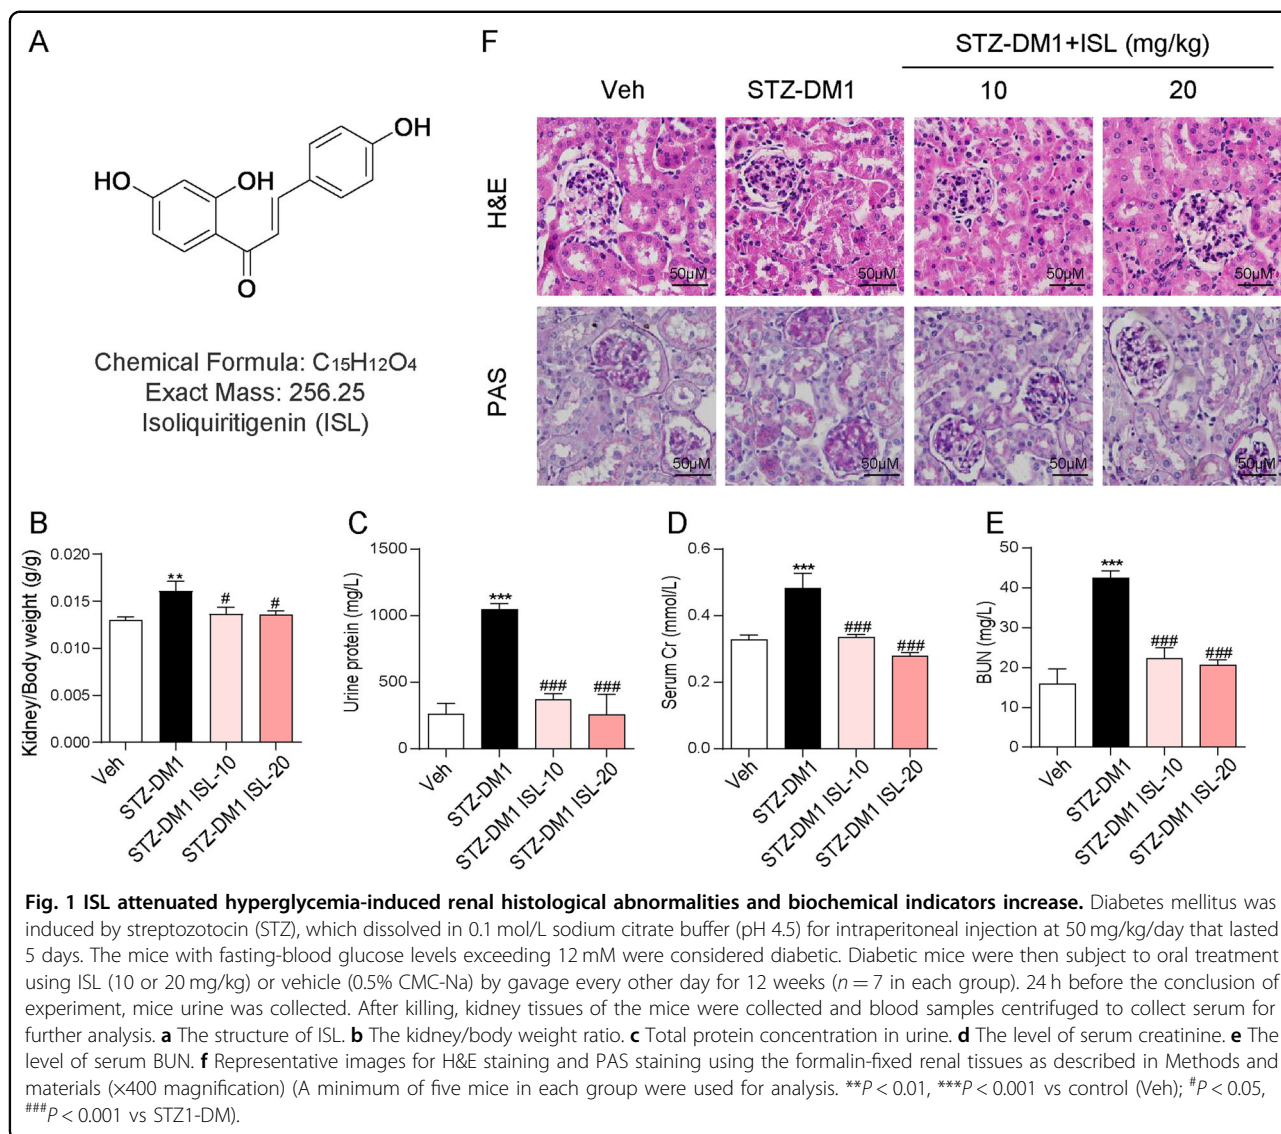 A
OH
HO
OH
O
Chemical Formula: C15H12O4
Exact Mass: 256.25
Isoliquiritigenin (ISL)
F
STZ-DM1+ISL (mg/kg)
Veh STZ-DM1 10 20
H&E
50μM 50μM 50μM 50μM
PAS
50μM 50μM 50μM 50μM
B
Kidney/Body weight (g/g)
0.020
0.015
0.010
0.005
0.000
** # #
Veh
STZ-DM1
STZ-DM1 ISL-10
STZ-DM1 ISL-20
C
Urine protein (mg/L)
1500
1000
500
0
*** ### ###
Veh
STZ-DM1
STZ-DM1 ISL-10
STZ-DM1 ISL-20
D
Serum Cr (mmol/L)
0.6
0.4
0.2
0.0
*** ### ###
Veh
STZ-DM1
STZ-DM1 ISL-10
STZ-DM1 ISL-20
E
BUN (mg/L)
50
40
30
20
10
0
*** ### ###
Veh
STZ-DM1
STZ-DM1 ISL-10
STZ-DM1 ISL-20
Fig. 1 ISL attenuated hyperglycemia-induced renal histological abnormalities and biochemical indicators increase. Diabetes mellitus was
induced by streptozotocin (STZ), which dissolved in 0.1 mol/L sodium citrate buffer (pH 4.5) for intraperitoneal injection at 50 mg/kg/day that lasted
5 days. The mice with fasting-blood glucose levels exceeding 12 mM were considered diabetic. Diabetic mice were then subject to oral treatment
using ISL (10 or 20 mg/kg) or vehicle (0.5% CMC-Na) by gavage every other day for 12 weeks (n = 7 in each group). 24 h before the conclusion of
experiment, mice urine was collected. After killing, kidney tissues of the mice were collected and blood samples centrifuged to collect serum for
further analysis. a The structure of ISL. b The kidney/body weight ratio. c Total protein concentration in urine. d The level of serum creatinine. e The
level of serum BUN. f Representative images for H&E staining and PAS staining using the formalin-fixed renal tissues as described in Methods and
materials (×400 magnification) (A minimum of five mice in each group were used for analysis. **P < 0.01, ***P < 0.001 vs control (Veh); #P < 0.05,
###P < 0.001 vs STZ1-DM).